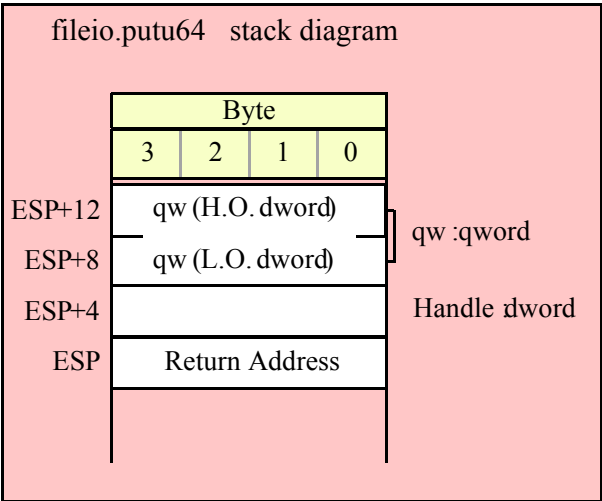 fileio.putu64 stack diagram
Byte
3 2 1 0
ESP+12 qw (H.O. dword)
qw :qword
ESP+8 qw (L.O. dword)
ESP+4 Handle :dword
ESP Return Address